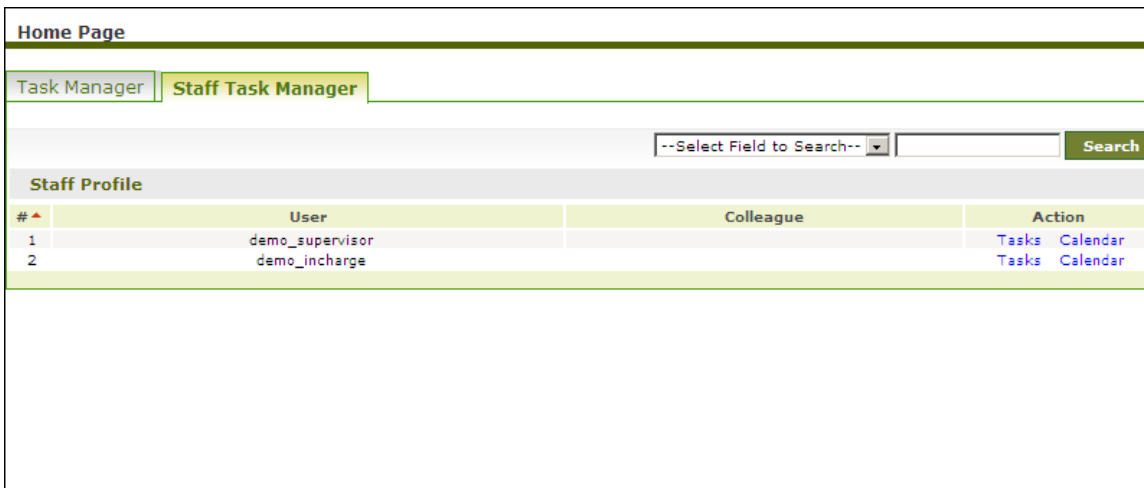 Home Page
Task Manager Staff Task Manager
--Select Field to Search-- Search
Staff Profile
# User Colleague Action
1 demo_supervisor Tasks Calendar
2 demo_incharge Tasks Calendar